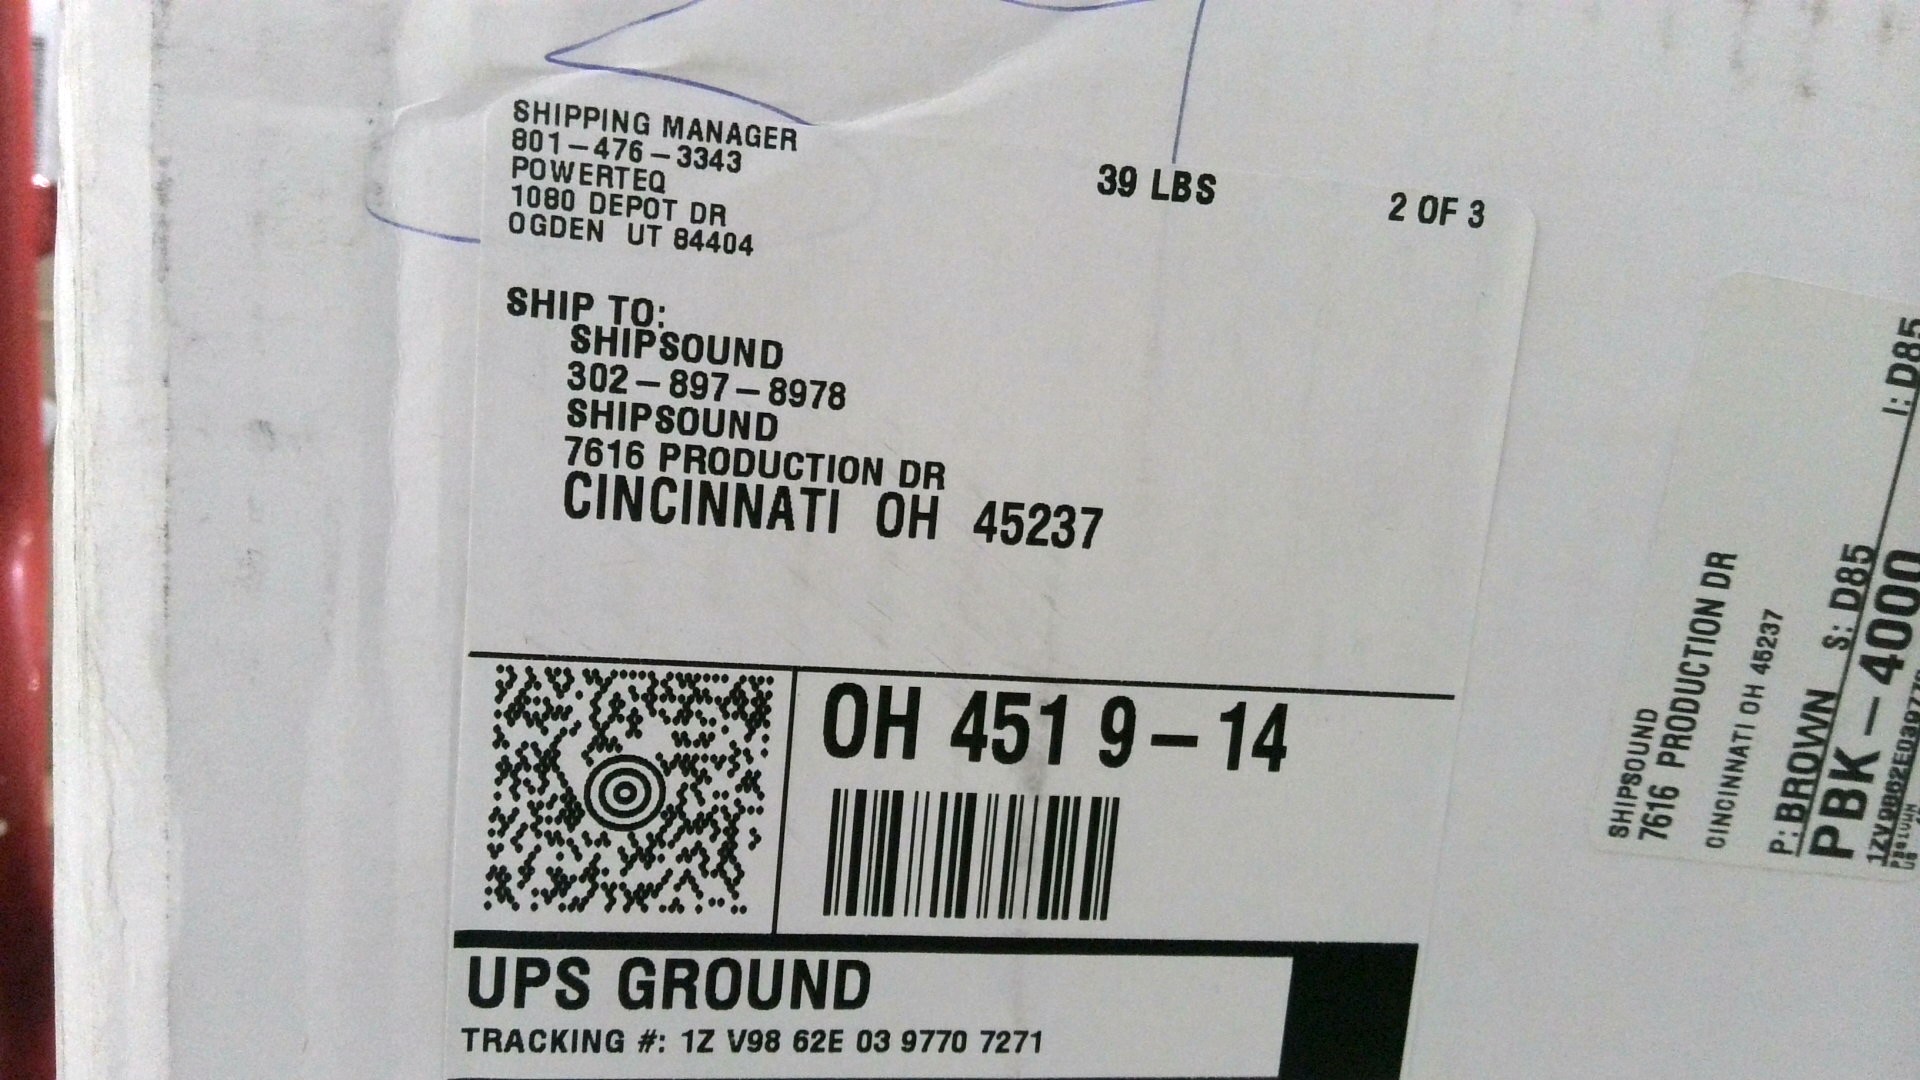 SHIPPING MANAGER
801-476-3343
POWERTEQ
1080 DEPOT DR
OGDEN UT 84404
39 LBS
2 OF 3
SHIP TO:
SHIPSOUND
302-897-8978
SHIPSOUND
7616 PRODUCTION DR
CINCINNATI OH 45237
OH 451 9-14
UPS GROUND
TRACKING #: 1Z V98 62E 03 9770 7271
SHIPSOUND
7616 PRODUCTION DR
CINCINNATI OH 45237
P: BROWN S: D85 I: D85
PBK-4000